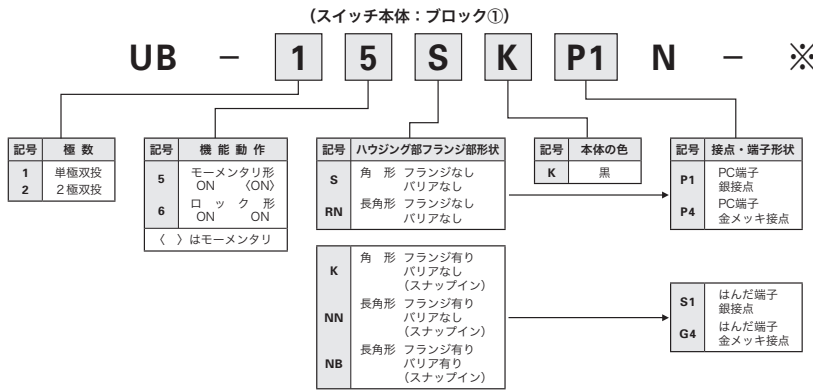 (スイッチ本体:ブロック①)
UB – 1 5 S K P1 N – ※
記号 極数
1 単極双投
2 2極双投
記号 機能動作
5 モーメンタリ形
ON 〈ON〉
6 ロック形
ON ON
〈 〉はモーメンタリ
記号 ハウジング部フランジ部形状
S 角形 フランジなし
バリアなし
RN 長角形 フランジなし
バリアなし
K 角形 フランジ有り
バリアなし
(スナップイン)
NN 長角形 フランジ有り
バリアなし
(スナップイン)
NB 長角形 フランジ有り
バリア有り
(スナップイン)
記号 本体の色
K 黒
記号 接点・端子形状
P1 PC端子
銀接点
P4 PC端子
金メッキ接点
S1 はんだ端子
銀接点
G4 はんだ端子
金メッキ接点